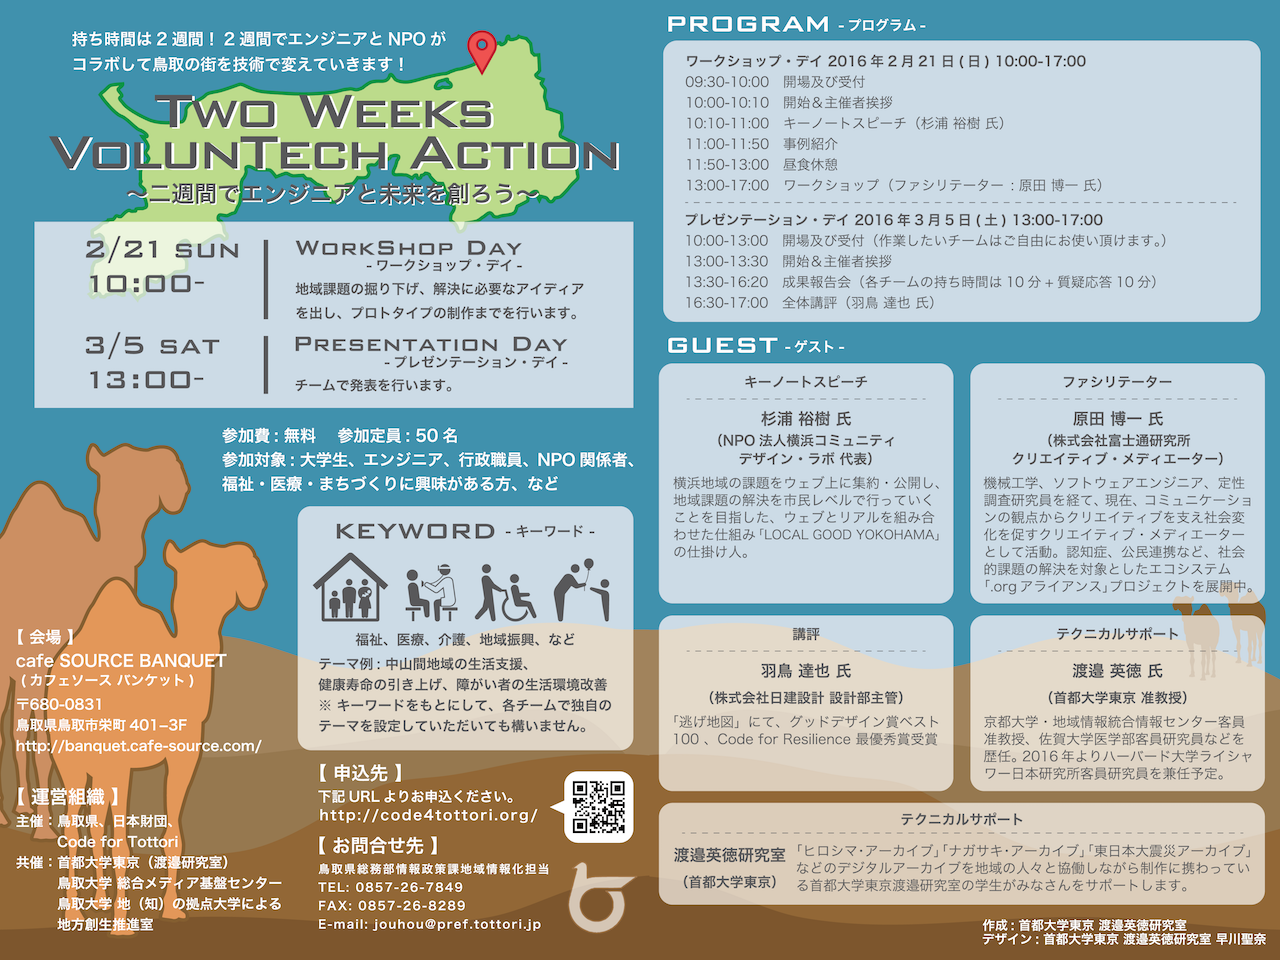 持ち時間は2週間！2週間でエンジニアとNPOが
コラボして鳥取の街を技術で変えていきます！
TWO WEEKS
VOLUNTECH ACTION
〜二週間でエンジニアと未来を創ろう〜
2/21 SUN
10:00-
WORKSHOP DAY
- ワークショップ・デイ -
地域課題の掘り下げ、解決に必要なアイディア
を出し、プロトタイプの制作までを行います。
3/5 SAT
13:00-
PRESENTATION DAY
- プレゼンテーション・デイ -
チームで発表を行います。
参加費：無料　参加定員：50名
参加対象：大学生、エンジニア、行政職員、NPO関係者、
福祉・医療・まちづくりに興味がある方、など
KEYWORD - キーワード -
福祉、医療、介護、地域振興、など
テーマ例：中山間地域の生活支援、
健康寿命の引き上げ、障がい者の生活環境改善
※ キーワードをもとにして、各チームで独自の
テーマを設定していただいても構いません。
【 会場 】
cafe SOURCE BANQUET
( カフェソース バンケット )
〒680-0831
鳥取県鳥取市栄町 401−3F
http://banquet.cafe-source.com/
【 運営組織 】
主催：鳥取県、日本財団、
Code for Tottori
共催：首都大学東京（渡邉研究室）
鳥取大学 総合メディア基盤センター
鳥取大学 地（知）の拠点大学による
地方創生推進室
【 申込先 】
下記 URL よりお申込ください。
http://code4tottori.org/
【 お問合せ先 】
鳥取県総務部情報政策課地域情報化担当
TEL: 0857-26-7849
FAX: 0857-26-8289
E-mail: jouhou@pref.tottori.jp
PROGRAM - プログラム -
ワークショップ・デイ 2016年2月21日(日) 10:00-17:00
09:30-10:00　開場及び受付
10:00-10:10　開始＆主催者挨拶
10:10-11:00　キーノートスピーチ（杉浦 裕樹 氏）
11:00-11:50　事例紹介
11:50-13:00　昼食休憩
13:00-17:00　ワークショップ（ファシリテーター ：原田 博一 氏）
プレゼンテーション・デイ 2016年3月5日(土) 13:00-17:00
10:00-13:00　開場及び受付（作業したいチームはご自由にお使い頂けます。）
13:00-13:30　開始＆主催者挨拶
13:30-16:20　成果報告会（各チームの持ち時間は10分+質疑応答10分）
16:30-17:00　全体講評（羽鳥 達也 氏）
GUEST - ゲスト -
キーノートスピーチ
杉浦 裕樹 氏
（NPO法人横浜コミュニティ
デザイン・ラボ 代表）
横浜地域の課題をウェブ上に集約・公開し、
地域課題の解決を市民レベルで行っていく
ことを目指した、ウェブとリアルを組み合
わせた仕組み「LOCAL GOOD YOKOHAMA」
の仕掛け人。
ファシリテーター
原田 博一 氏
（株式会社富士通研究所
クリエイティブ・メディエーター）
機械工学、ソフトウェアエンジニア、定性
調査研究員を経て、現在、コミュニケーショ
ンの観点からクリエイティブを支え社会変
化を促すクリエイティブ・メディエーター
として活動。認知症、公民連携など、社会
的課題の解決を対象としたエコシステム
「.orgアライアンス」プロジェクトを展開中。
講評
羽鳥 達也 氏
（株式会社日建設計 設計部主管）
「逃げ地図」にて、グッドデザイン賞ベスト
100 、Code for Resilience 最優秀賞受賞
テクニカルサポート
渡邉 英徳 氏
（首都大学東京 准教授）
京都大学・地域情報統合情報センター客員
准教授、佐賀大学医学部客員研究員などを
歴任。2016年よりハーバード大学ライシャ
ワー日本研究所客員研究員を兼任予定。
テクニカルサポート
渡邉英徳研究室
（首都大学東京）
「ヒロシマ・アーカイブ」「ナガサキ・アーカイブ」「東日本大震災アーカイブ」
などのデジタルアーカイブを地域の人々と協働しながら制作に携わってい
る首都大学東京渡邉研究室の学生がみなさんをサポートします。
作成：首都大学東京 渡邉英徳研究室
デザイン：首都大学東京 渡邉英徳研究室 早川聖奈